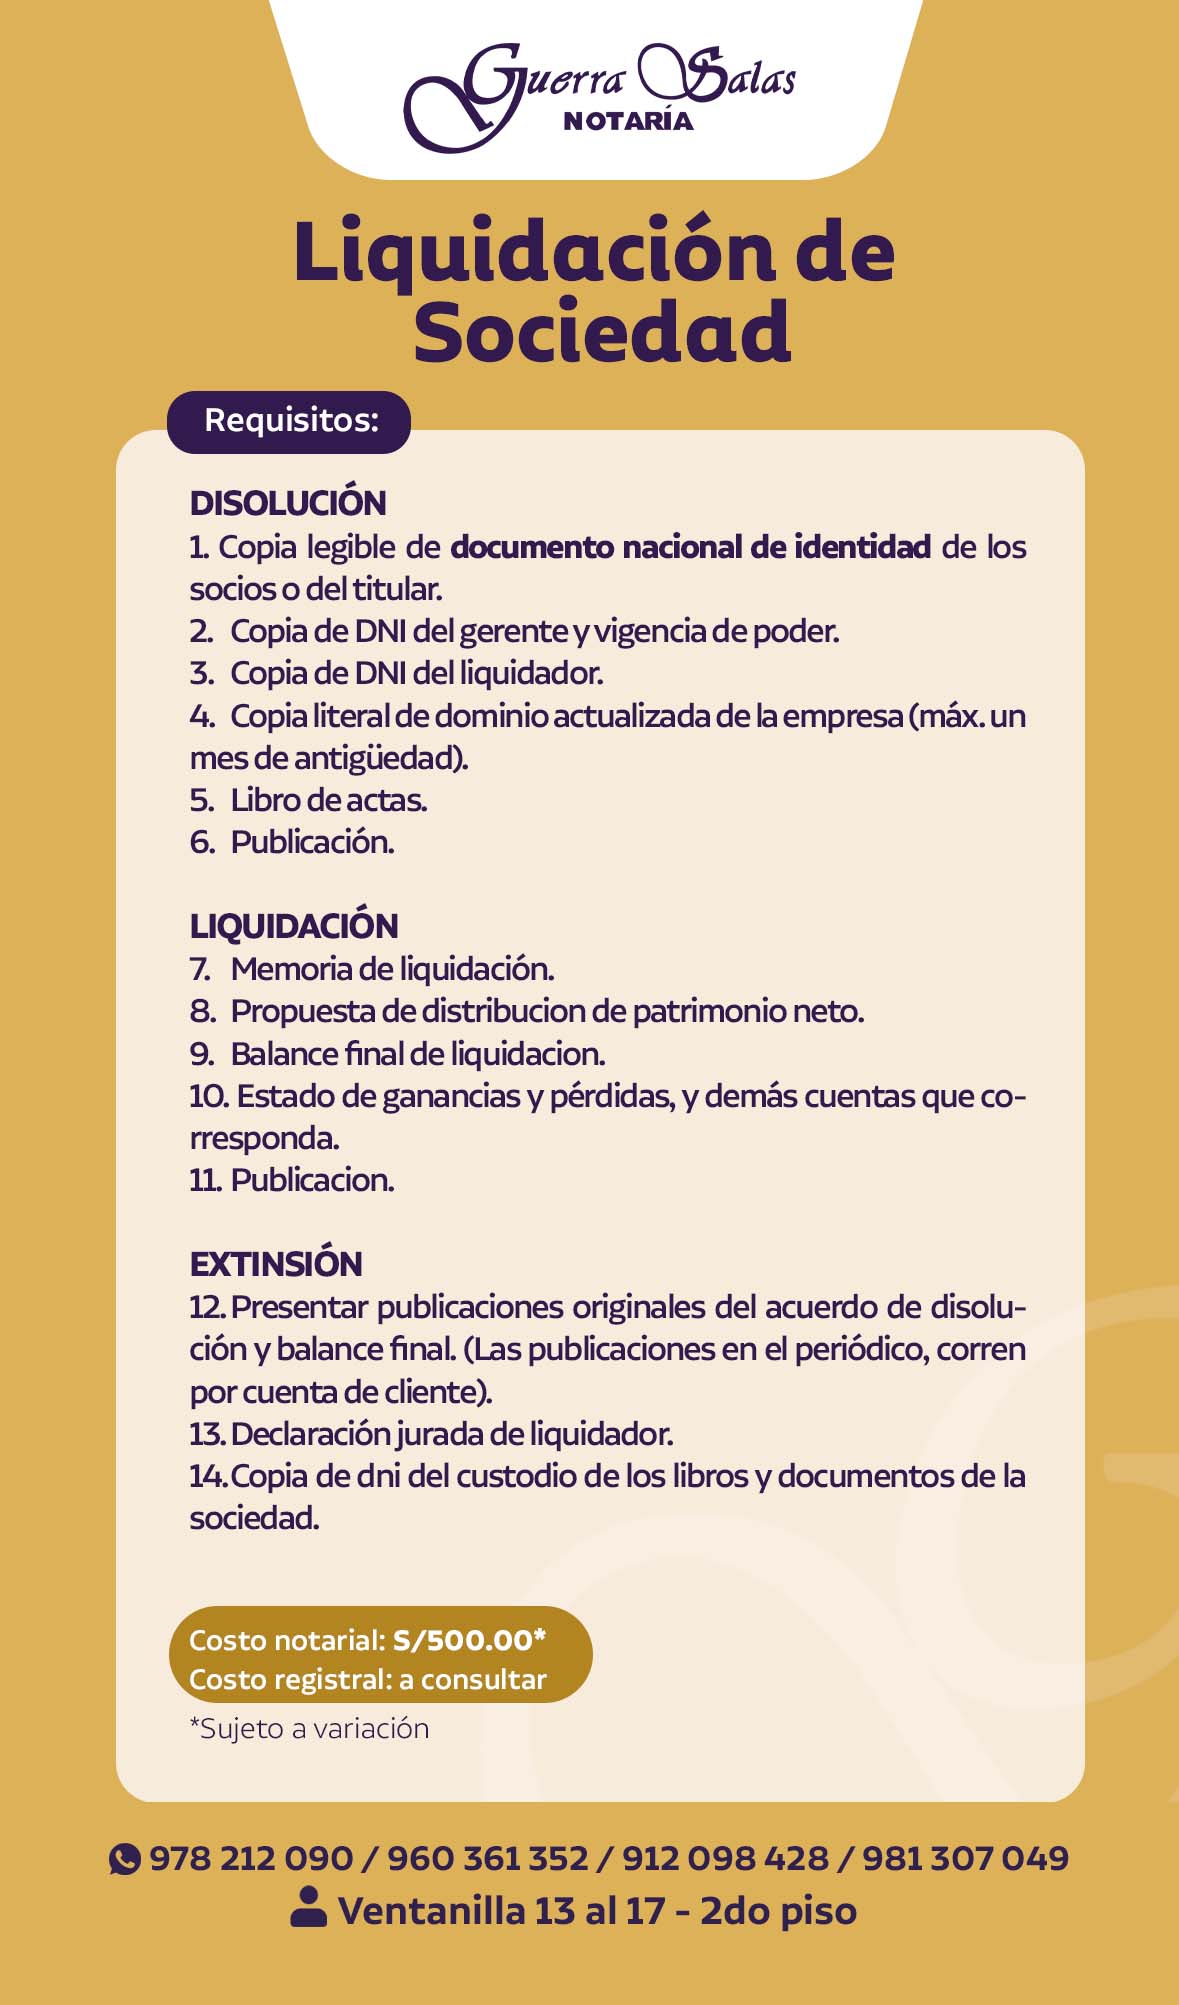 Guerra Salas
NOTARÍA
Liquidación de
Sociedad
Requisitos:
DISOLUCIÓN
1. Copia legible de documento nacional de identidad de los
socios o del titular.
2. Copia de DNI del gerente y vigencia de poder.
3. Copia de DNI del liquidador.
4. Copia literal de dominio actualizada de la empresa (máx. un
mes de antigüedad).
5. Libro de actas.
6. Publicación.
LIQUIDACIÓN
7. Memoria de liquidación.
8. Propuesta de distribucion de patrimonio neto.
9. Balance final de liquidacion.
10. Estado de ganancias y pérdidas, y demás cuentas que co-
rresponda.
11. Publicacion.
EXTINSIÓN
12. Presentar publicaciones originales del acuerdo de disolu-
ción y balance final. (Las publicaciones en el periódico, corren
por cuenta de cliente).
13. Declaración jurada de liquidador.
14. Copia de dni del custodio de los libros y documentos de la
sociedad.
Costo notarial: S/500.00*
Costo registral: a consultar
*Sujeto a variación
978 212 090 / 960 361 352 / 912 098 428 / 981 307 049
Ventanilla 13 al 17 - 2do piso